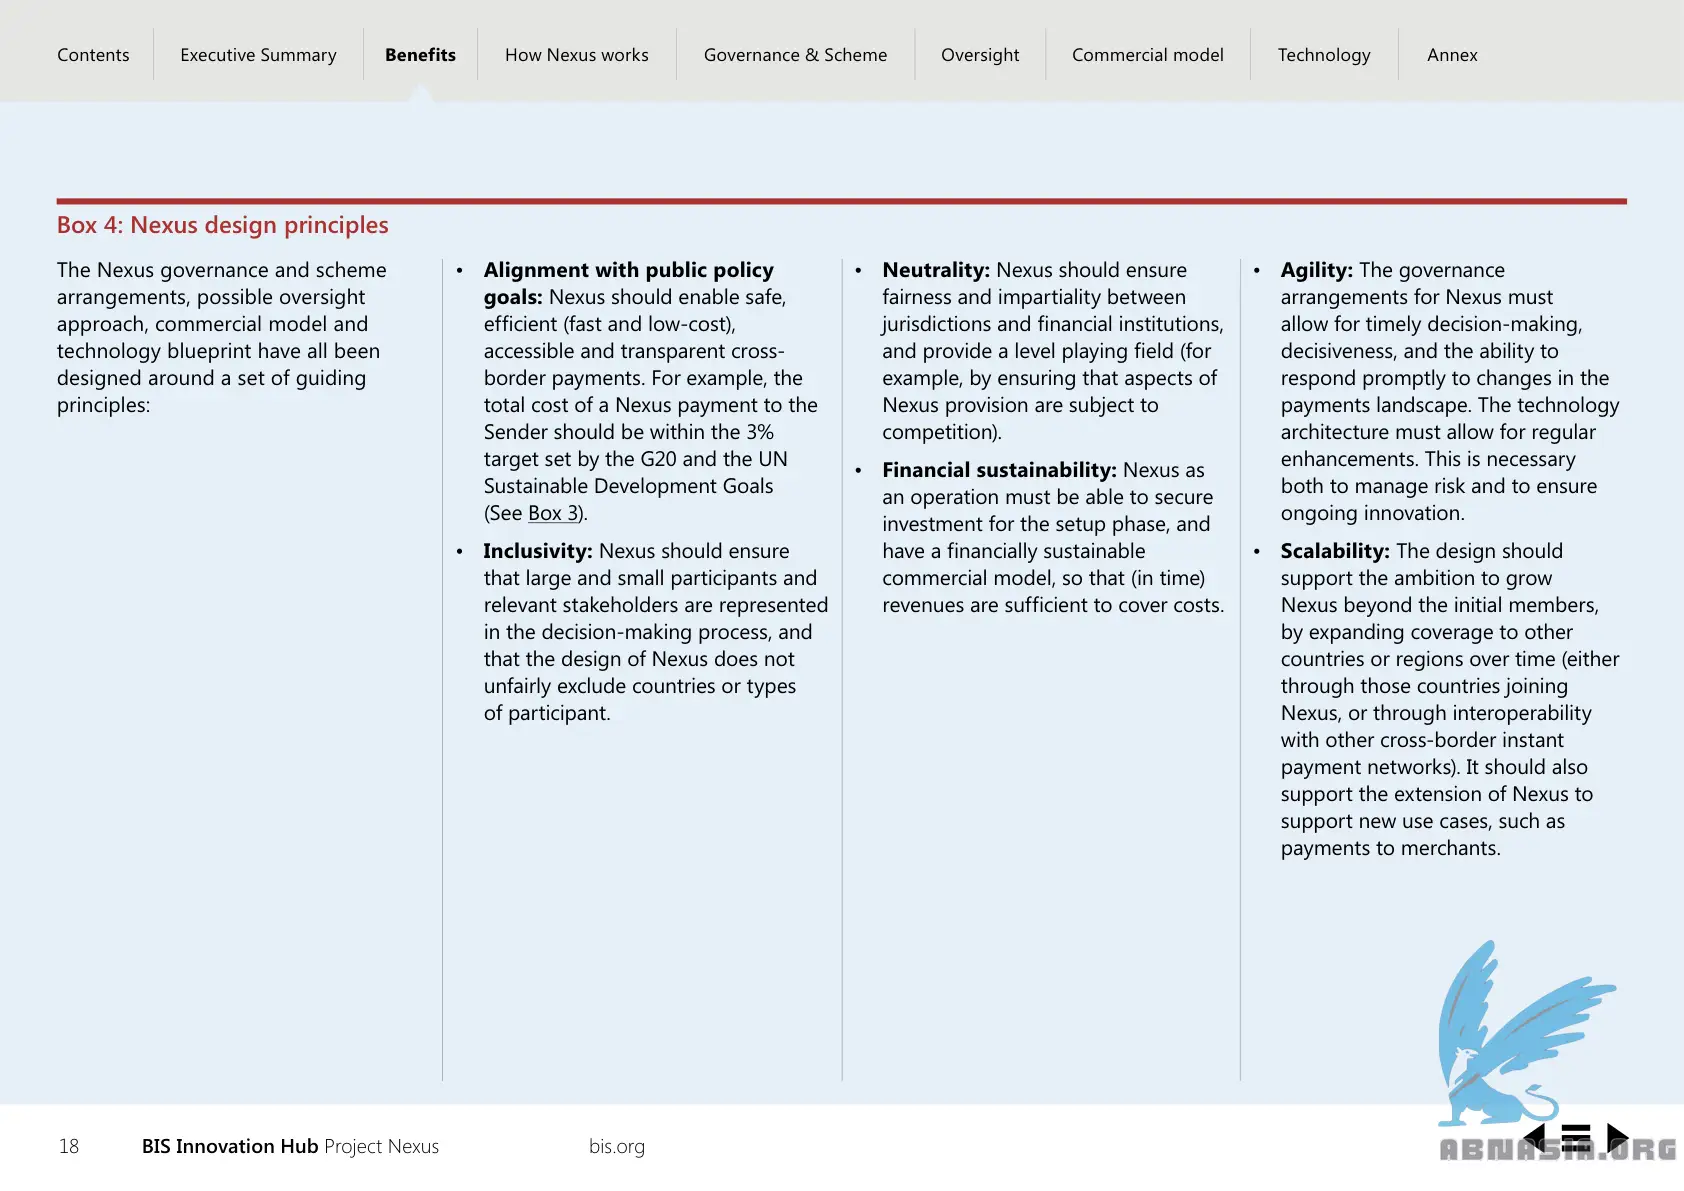 Contents
Executive Summary
Benefits
How Nexus works
Governance & Scheme
Oversight
Commercial model
Technology
Annex
Box 4: Nexus design principles
The Nexus governance and scheme
arrangements, possible oversight
approach, commercial model and
technology blueprint have all been
designed around a set of guiding
principles:
• Alignment with public policy
goals: Nexus should enable safe,
efficient (fast and low-cost),
accessible and transparent cross-
border payments. For example, the
total cost of a Nexus payment to the
Sender should be within the 3%
target set by the G20 and the UN
Sustainable Development Goals
(See Box 3).
• Inclusivity: Nexus should ensure
that large and small participants and
relevant stakeholders are represented
in the decision-making process, and
that the design of Nexus does not
unfairly exclude countries or types
of participant.
• Neutrality: Nexus should ensure
fairness and impartiality between
jurisdictions and financial institutions,
and provide a level playing field (for
example, by ensuring that aspects of
Nexus provision are subject to
competition).
• Financial sustainability: Nexus as
an operation must be able to secure
investment for the setup phase, and
have a financially sustainable
commercial model, so that (in time)
revenues are sufficient to cover costs.
• Agility: The governance
arrangements for Nexus must
allow for timely decision-making,
decisiveness, and the ability to
respond promptly to changes in the
payments landscape. The technology
architecture must allow for regular
enhancements. This is necessary
both to manage risk and to ensure
ongoing innovation.
• Scalability: The design should
support the ambition to grow
Nexus beyond the initial members,
by expanding coverage to other
countries or regions over time (either
through those countries joining
Nexus, or through interoperability
with other cross-border instant
payment networks). It should also
support the extension of Nexus to
support new use cases, such as
payments to merchants.
18
BIS Innovation Hub Project Nexus
bis.org
ABNASIA.ORG